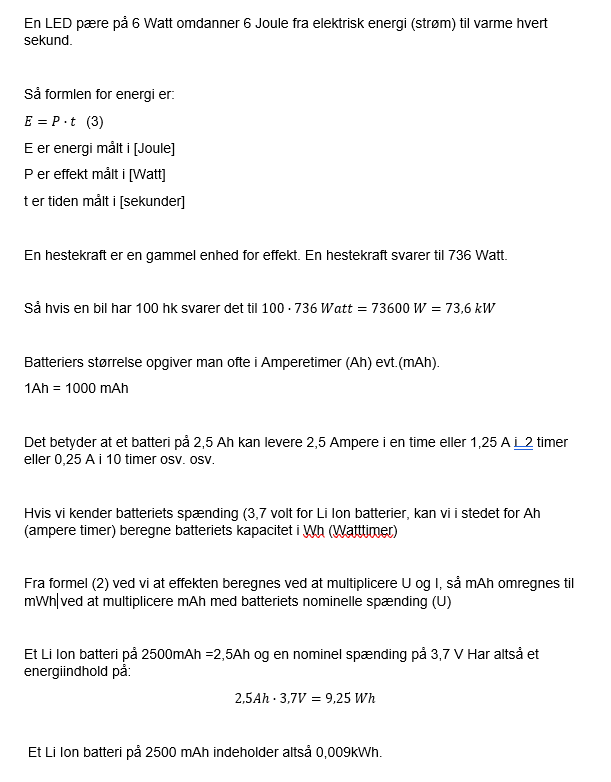 En LED pære på 6 Watt omdanner 6 Joule fra elektrisk energi (strøm) til varme hvert
sekund.
Så formlen for energi er:
E = P · t (3)
E er energi målt i [Joule]
P er effekt målt i [Watt]
t er tiden målt i [sekunder]
En hestekraft er en gammel enhed for effekt. En hestekraft svarer til 736 Watt.
Så hvis en bil har 100 hk svarer det til 100 · 736 Watt = 73600 W = 73,6 kW
Batteriers størrelse opgiver man ofte i Amperetimer (Ah) evt.(mAh).
1Ah = 1000 mAh
Det betyder at et batteri på 2,5 Ah kan levere 2,5 Ampere i en time eller 1,25 A i 2 timer
eller 0,25 A i 10 timer osv. osv.
Hvis vi kender batteriets spænding (3,7 volt for Li Ion batterier, kan vi i stedet for Ah
(ampere timer) beregne batteriets kapacitet i Wh (Watttimer)
Fra formel (2) ved vi at effekten beregnes ved at multiplicere U og I, så mAh omregnes til
mWh ved at multiplicere mAh med batteriets nominelle spænding (U)
Et Li Ion batteri på 2500mAh =2,5Ah og en nominel spænding på 3,7 V Har altså et
energiindhold på:
2,5Ah · 3,7V = 9,25 Wh
Et Li Ion batteri på 2500 mAh indeholder altså 0,009kWh.